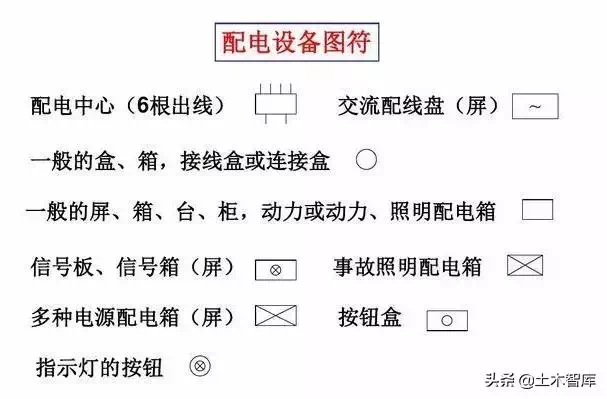 配电设备图符
配电中心（6根出线） 交流配线盘（屏） ~
一般的盒、箱，接线盒或连接盒
一般的屏、箱、台、柜，动力或动力、照明配电箱
信号板、信号箱（屏） 事故照明配电箱
多种电源配电箱（屏） 按钮盒
指示灯的按钮
头条 @土木智库